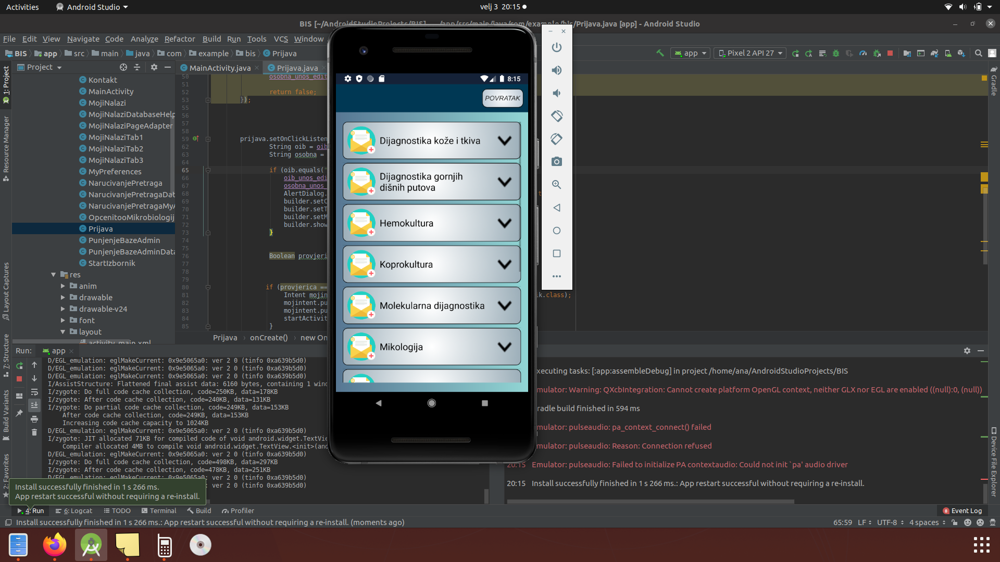 Activities
Android Studio
velj 3 20:15
BIS [~/AndroidStudioProjects/BIS] - .../app/src/main/java/com/example/bis/Prijava.java [app] - Android Studio
File Edit View Navigate Code Analyze Refactor Build Run Tools VCS Window
BIS app src main java com example bis Prijava
app
Pixel 2 API 27
Project
MainActivity.java
Prijava.java
1: Project
Resource Manager
Layout Captures
7: Structure
Build Variants
2: Favorites
Gradle
Device File Explorer
Kontakt
MainActivity
MojiNalazi
MojiNalaziDatabaseHelp
MojiNalaziPageAdapter
MojiNalaziTab1
MojiNalaziTab2
MojiNalaziTab3
MyPreferences
NarucivanjePretraga
NarucivanjePretragaDat
NarucivanjePretragaMyA
OpcenitooMikrobiologij
Prijava
PunjenjeBazeAdmin
PunjenjeBazeAdminData
StartIzbornik
res
anim
drawable
drawable-v24
font
layout
activity_main.xml
50 osobna_unos_edit
51
52 return false;
53 });
55
56
57
58
59 prijava.setOnClickListen
62 String oib = oib
63 String osobna =
64
65 if (oib.equals("
66 oib_unos_edi
67 osobna_unos_
68 AlertDialog.
69 builder.setC
70 builder.setT
71 builder.setM
72 builder.show
73 }
74
75
76 Boolean provjeri
77
78
79
80 if (provjerica ==
81 Intent mojin
82 mojintent.pu
83 mojintent.pu
84 startActivit
85 }
t
k.class);
Prijava › onCreate() › new On
8:15
POVRATAK
Dijagnostika kože i tkiva
Dijagnostika gornjih
dišnih putova
Hemokultura
Koprokultura
Molekularna dijagnostika
Mikologija
Run: app
D/EGL_emulation: eglMakeCurrent: 0x9e5065a0: ver 2 0 (tinfo 0xa639b5d0)
D/EGL_emulation: eglMakeCurrent: 0x9e5065a0: ver 2 0 (tinfo 0xa639b5d0)
D/EGL_emulation: eglMakeCurrent: 0x9e5065a0: ver 2 0 (tinfo 0xa639b5d0)
I/AssistStructure: Flattened final assist data: 6160 bytes, containing 1 wind
I/zygote: Do full code cache collection, code=250KB, data=178KB
I/zygote: After code cache collection, code=240KB, data=131KB
I/zygote: Do partial code cache collection, code=249KB, data=153KB
After code cache collection, code=249KB, data=153KB
Increasing code cache capacity to 1024KB
D/EGL_emulation: eglMakeCurrent: 0x9e5065a0: ver 2 0 (tinfo 0xa639b5d0)
I/zygote: JIT allocated 71KB for compiled code of void android.widget.TextVie
Compiler allocated 4MB to compile void android.widget.TextView.<init>(and
D/EGL_emulation: eglMakeCurrent: 0x9e5065a0: ver 2 0 (tinfo 0xa639b5d0)
I/zygote: Do full code cache collection, code=498KB, data=297KB
I/zygote: After code cache collection, code=478KB, data=251KB
D/EGL_emulation: eglMakeCurrent: 0x9e5065a0: ver 2 0 (tinfo 0xa639b5d0)
: ver 2 0 (tinfo 0xa639b5d0)
Install successfully finished in 1 s 266 ms.
App restart successful without requiring a re-install.
xecuting tasks: [:app:assembleDebug] in project /home/ana/AndroidStudioProjects/BIS
mulator: Warning: QXcbIntegration: Cannot create platform OpenGL context, neither GLX nor EGL are enabled ((null):0, (null))
radle build finished in 594 ms
mulator: pulseaudio: pa_context_connect() failed
mulator: pulseaudio: Reason: Connection refused
20:15 Emulator: pulseaudio: Failed to initialize PA contextaudio: Could not init `pa' audio driver
20:15 Install successfully finished in 1 s 266 ms.: App restart successful without requiring a re-install.
4: Run 6: Logcat TODO Terminal Build Profiler
8 Event Log
Install successfully finished in 1 s 266 ms.: App restart successful without requiring a re-install. (moments ago)
65:59 LF UTF-8 4 spaces